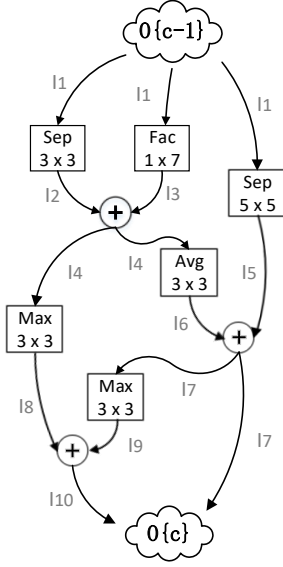 O{c-1}
I1
I1
I1
Sep
3 x 3
Fac
1 x 7
Sep
5 x 5
I2
I3
+
I4
I4
Avg
3 x 3
I5
Max
3 x 3
I6
+
Max
3 x 3
I7
I7
I8
I9
+
I10
O{c}